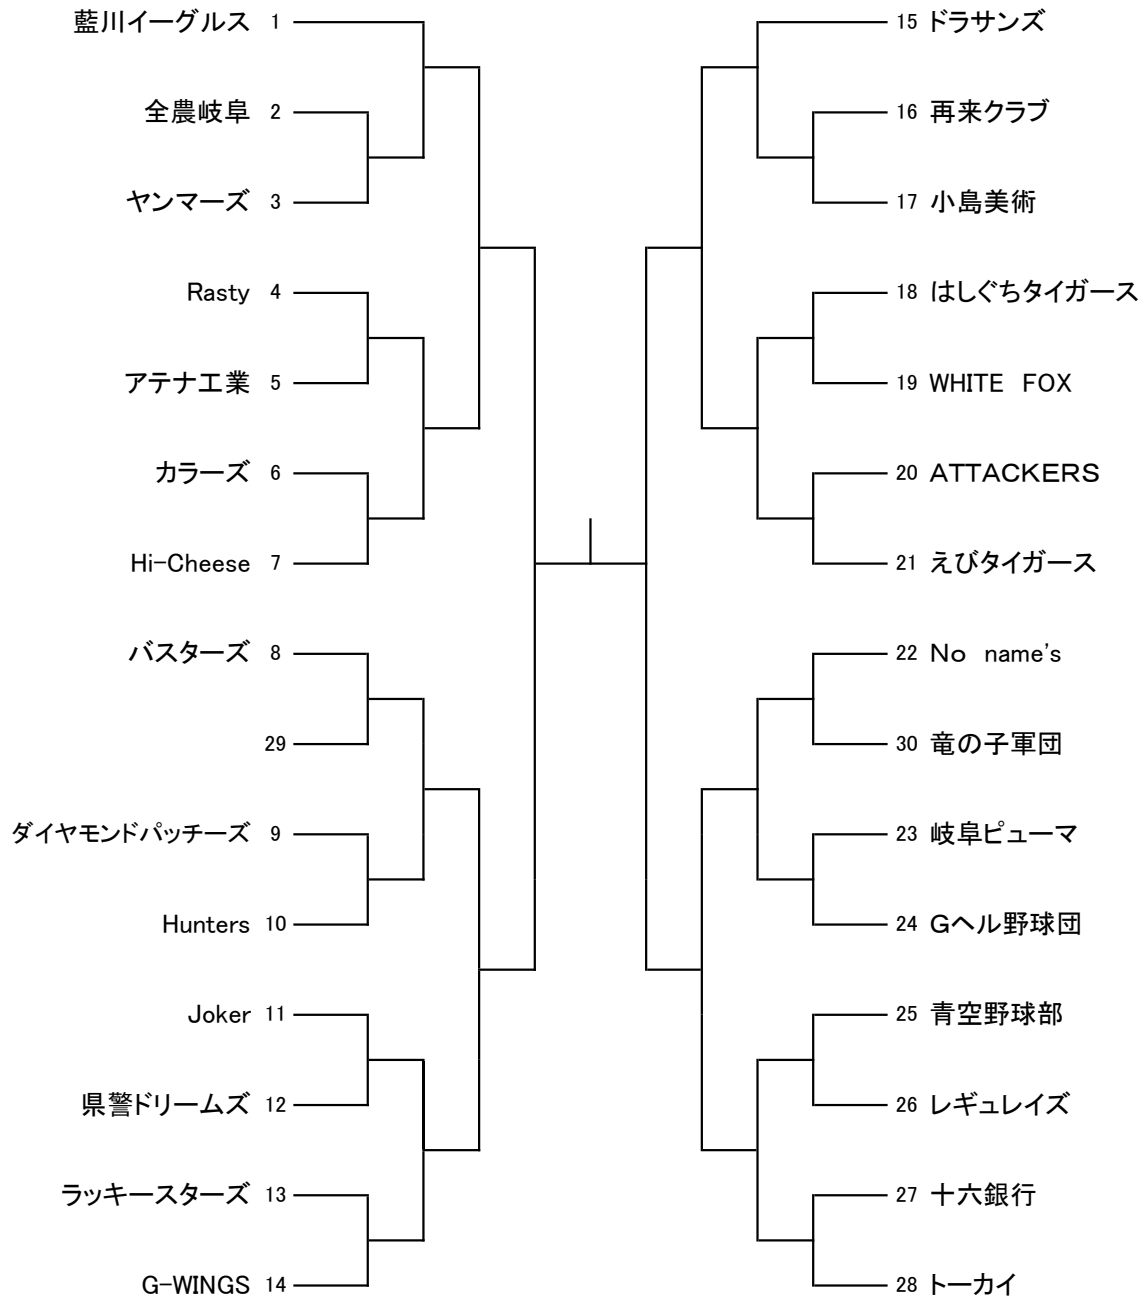 藍川イーグルス 1
全農岐阜 2
ヤンマーズ 3
Rasty 4
アテナ工業 5
カラーズ 6
Hi-Cheese 7
バスターズ 8
29
ダイヤモンドパッチーズ 9
Hunters 10
Joker 11
県警ドリームズ 12
ラッキースターズ 13
G-WINGS 14
15 ドラサンズ
16 再来クラブ
17 小島美術
18 はしぐちタイガース
19 WHITE　FOX
20 ＡＴＴＡＣＫＥＲＳ
21 えびタイガース
22 Ｎｏ　name's
30 竜の子軍団
23 岐阜ピューマ
24 Ｇヘル野球団
25 青空野球部
26 レギュレイズ
27 十六銀行
28 トーカイ